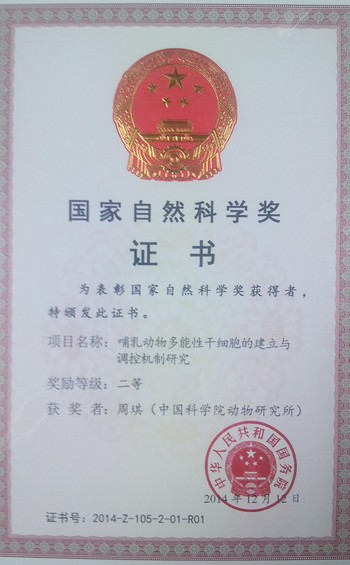 国家自然科学奖
证书
为表彰国家自然科学奖获得者，
特颁发此证书。
项目名称：哺乳动物多能性干细胞的建立与
调控机制研究
奖励等级：二等
获奖者：周琪（中国科学院动物研究所）
中华人民共和国国务院
2014年12月12日
证书号：2014-Z-105-2-01-R01